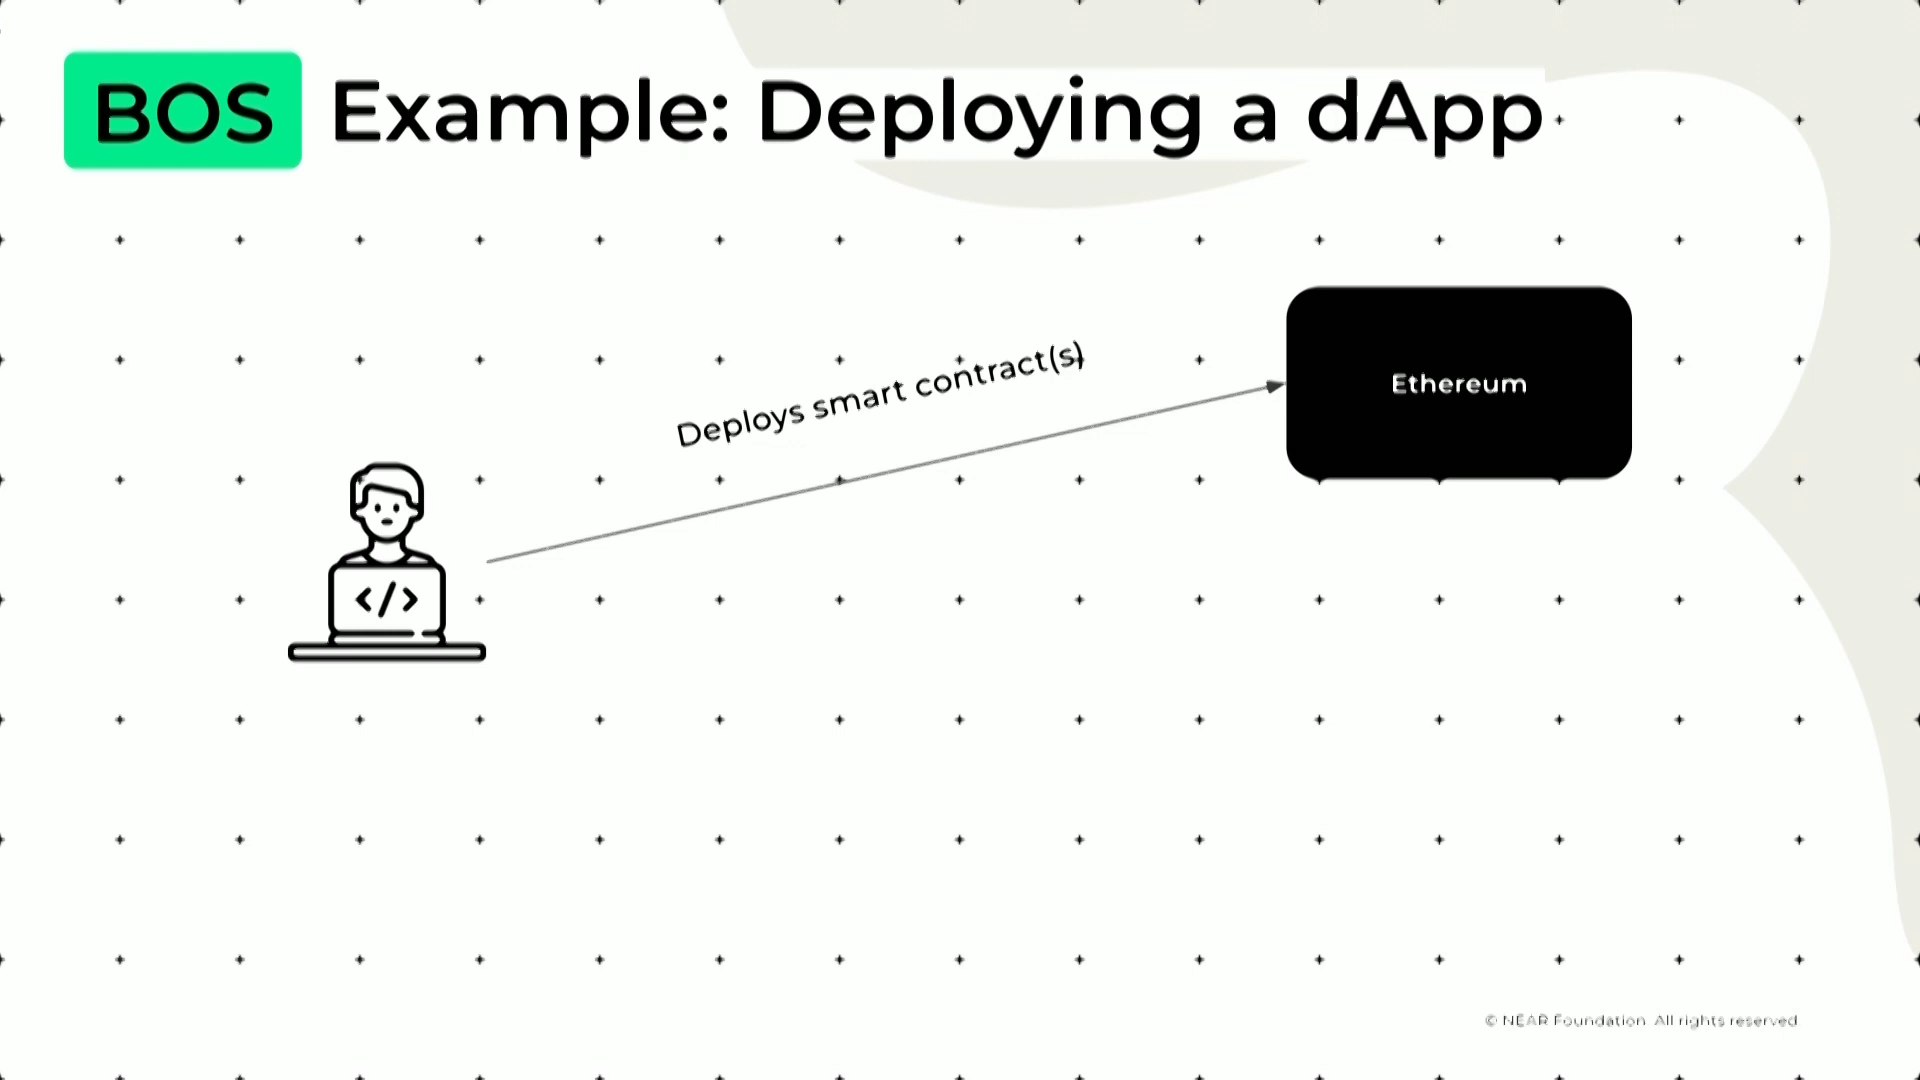 BOS Example: Deploying a dApp
Deploys smart contract(s)
Ethereum
</>
© NEAR Foundation. All rights reserved